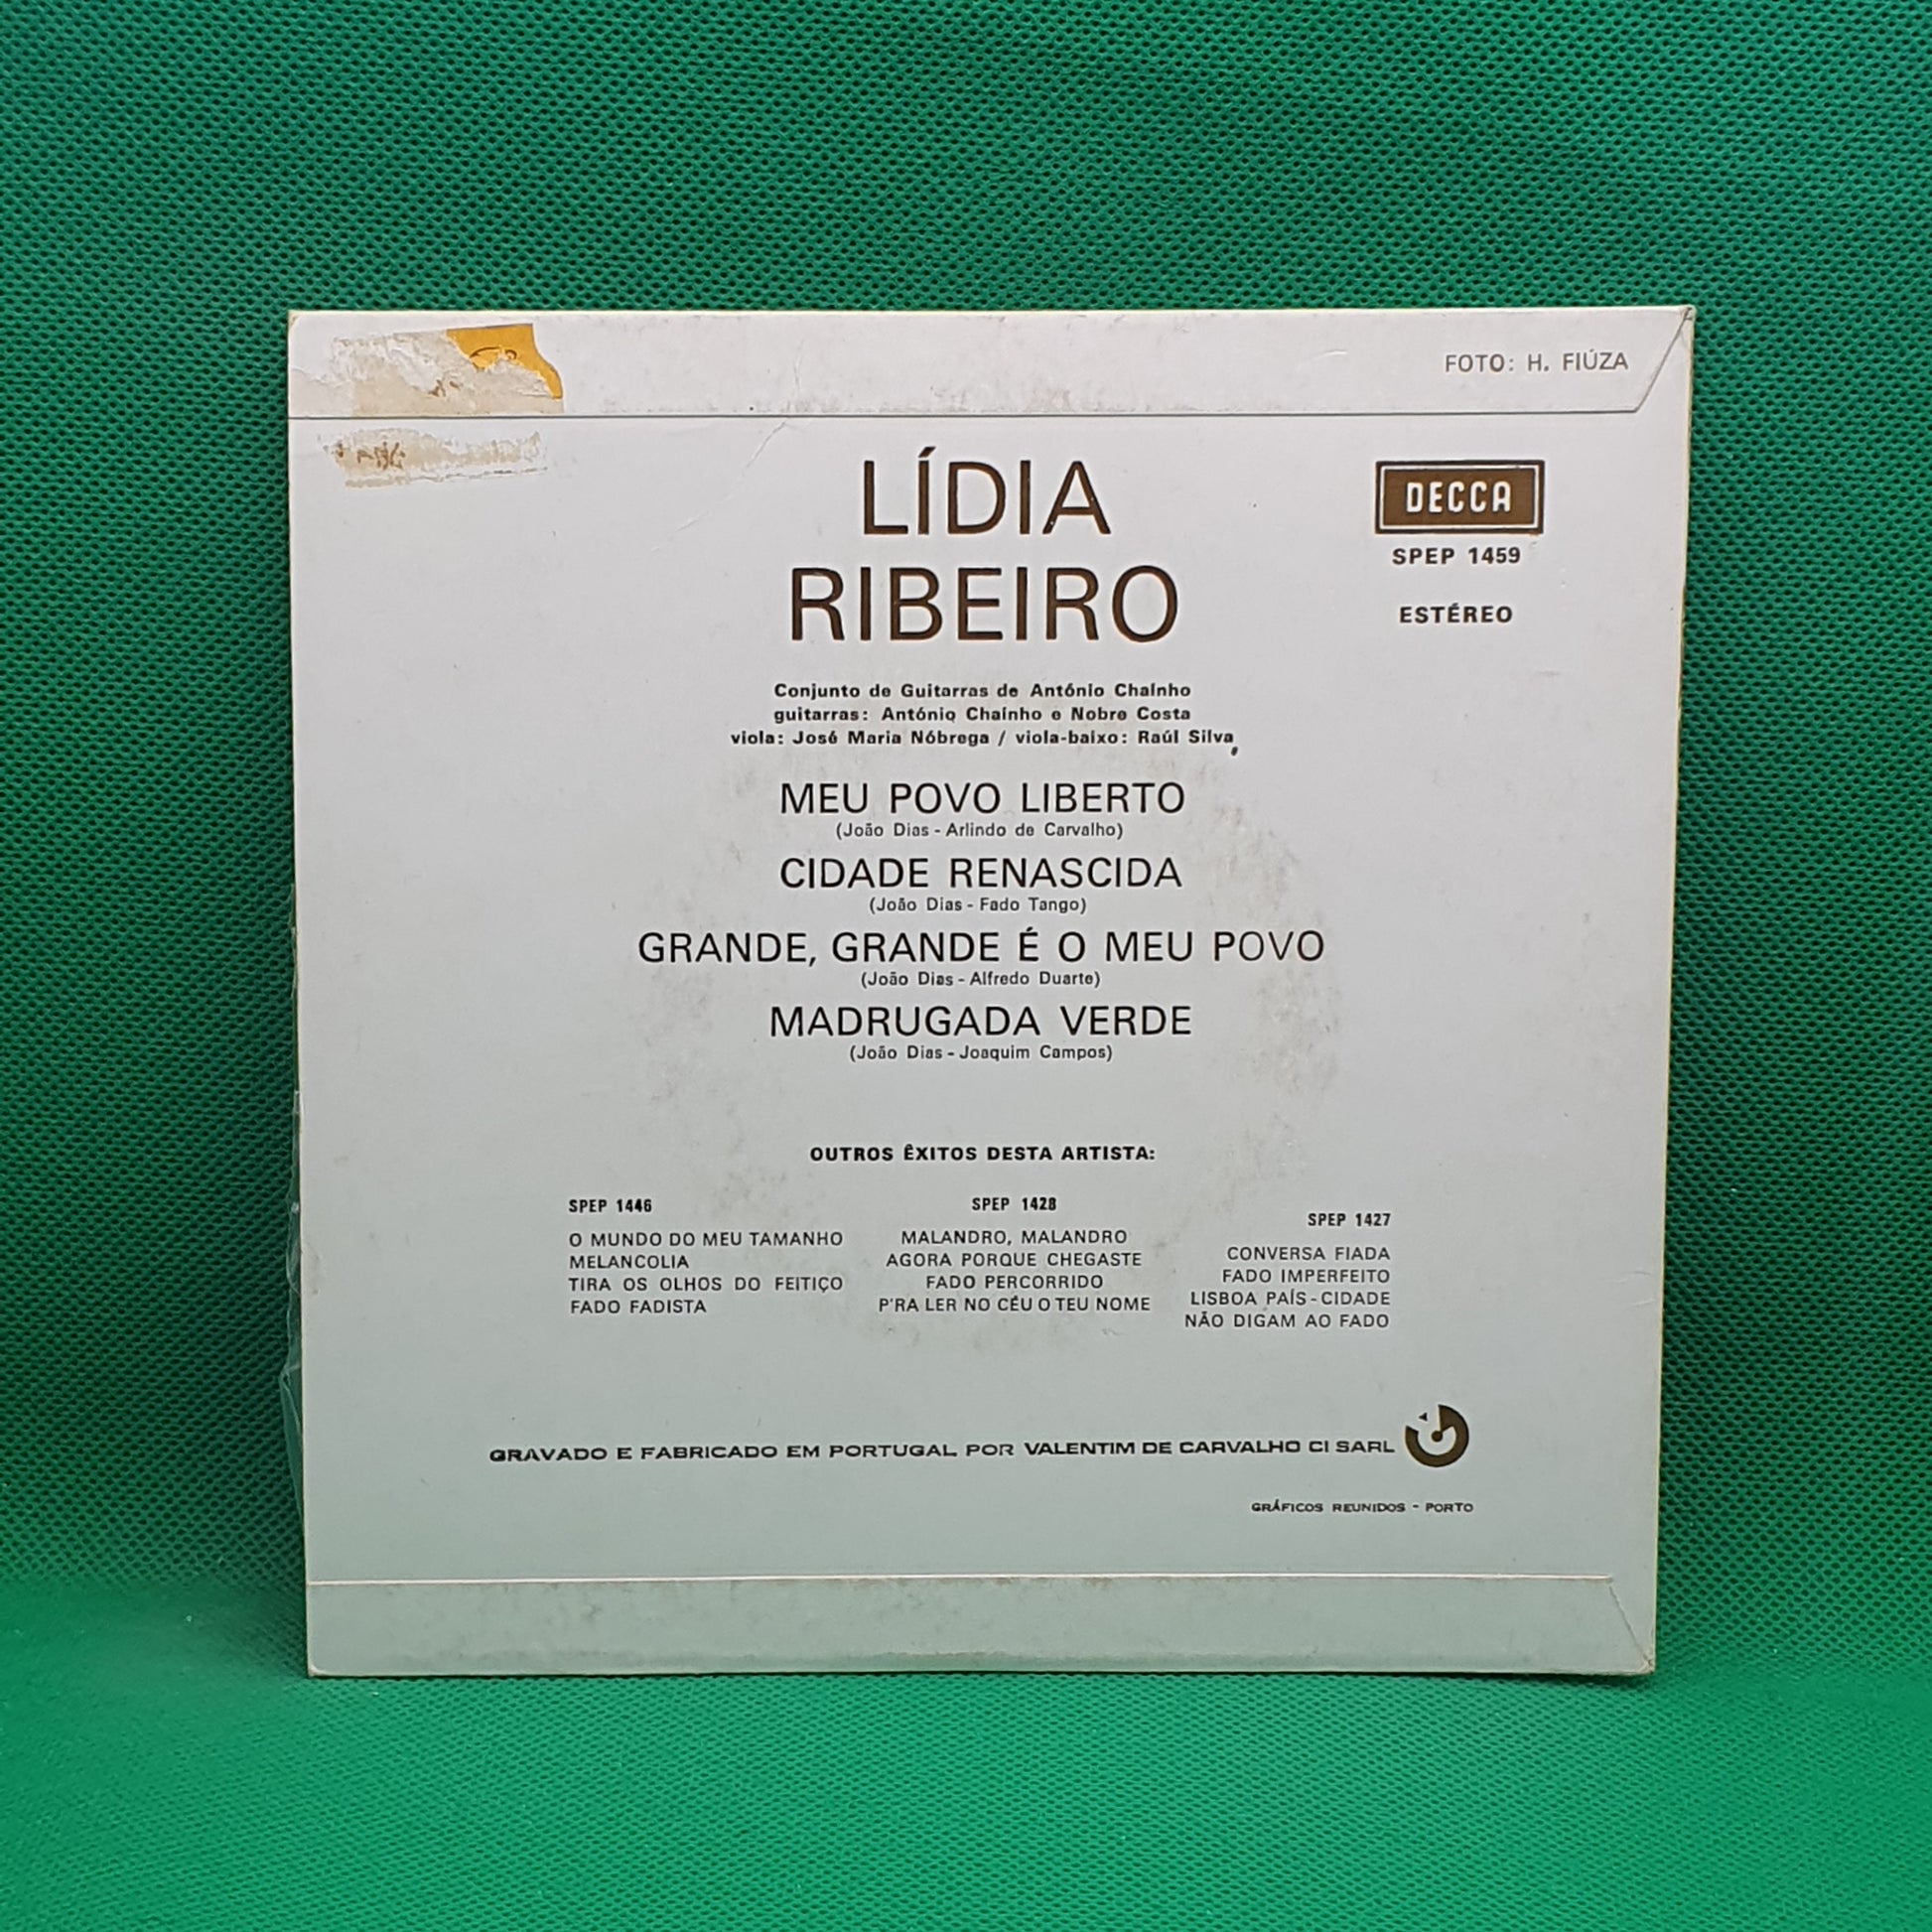 FOTO: H. FIÚZA
LÍDIA
RIBEIRO
DECCA
SPEP 1459
ESTÉREO
Conjunto de Guitarras de António Chaínho
guitarras: António Chaínho e Nobre Costa
viola: José Maria Nóbrega / viola-baixo: Raúl Silva
MEU POVO LIBERTO
(João Dias - Arlindo de Carvalho)
CIDADE RENASCIDA
(João Dias - Fado Tango)
GRANDE, GRANDE É O MEU POVO
(João Dias - Alfredo Duarte)
MADRUGADA VERDE
(João Dias - Joaquim Campos)
OUTROS ÊXITOS DESTA ARTISTA:
SPEP 1446
O MUNDO DO MEU TAMANHO
MELANCOLIA
TIRA OS OLHOS DO FEITIÇO
FADO FADISTA
SPEP 1428
MALANDRO, MALANDRO
AGORA PORQUE CHEGASTE
FADO PERCORRIDO
P'RA LER NO CÉU O TEU NOME
SPEP 1427
CONVERSA FIADA
FADO IMPERFEITO
LISBOA PAÍS-CIDADE
NÃO DIGAM AO FADO
GRAVADO E FABRICADO EM PORTUGAL POR VALENTIM DE CARVALHO CI SARL
GRÁFICOS REUNIDOS - PORTO